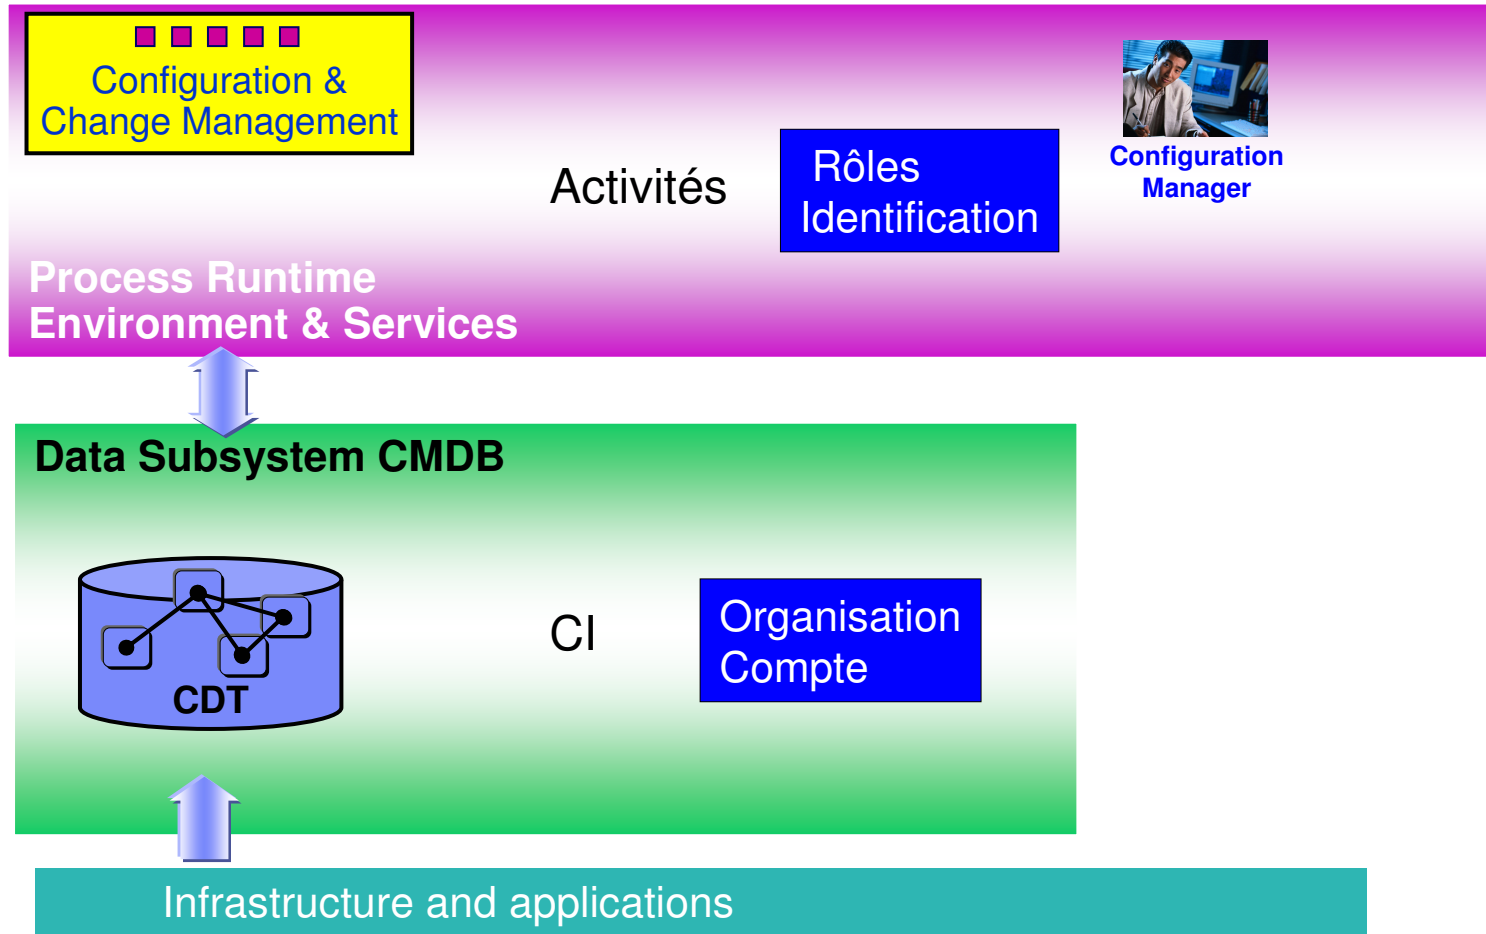 Configuration &
Change Management
Activités
Rôles
Identification
Configuration
Manager
Process Runtime
Environment & Services
Data Subsystem CMDB
CDT
CI
Organisation
Compte
Infrastructure and applications